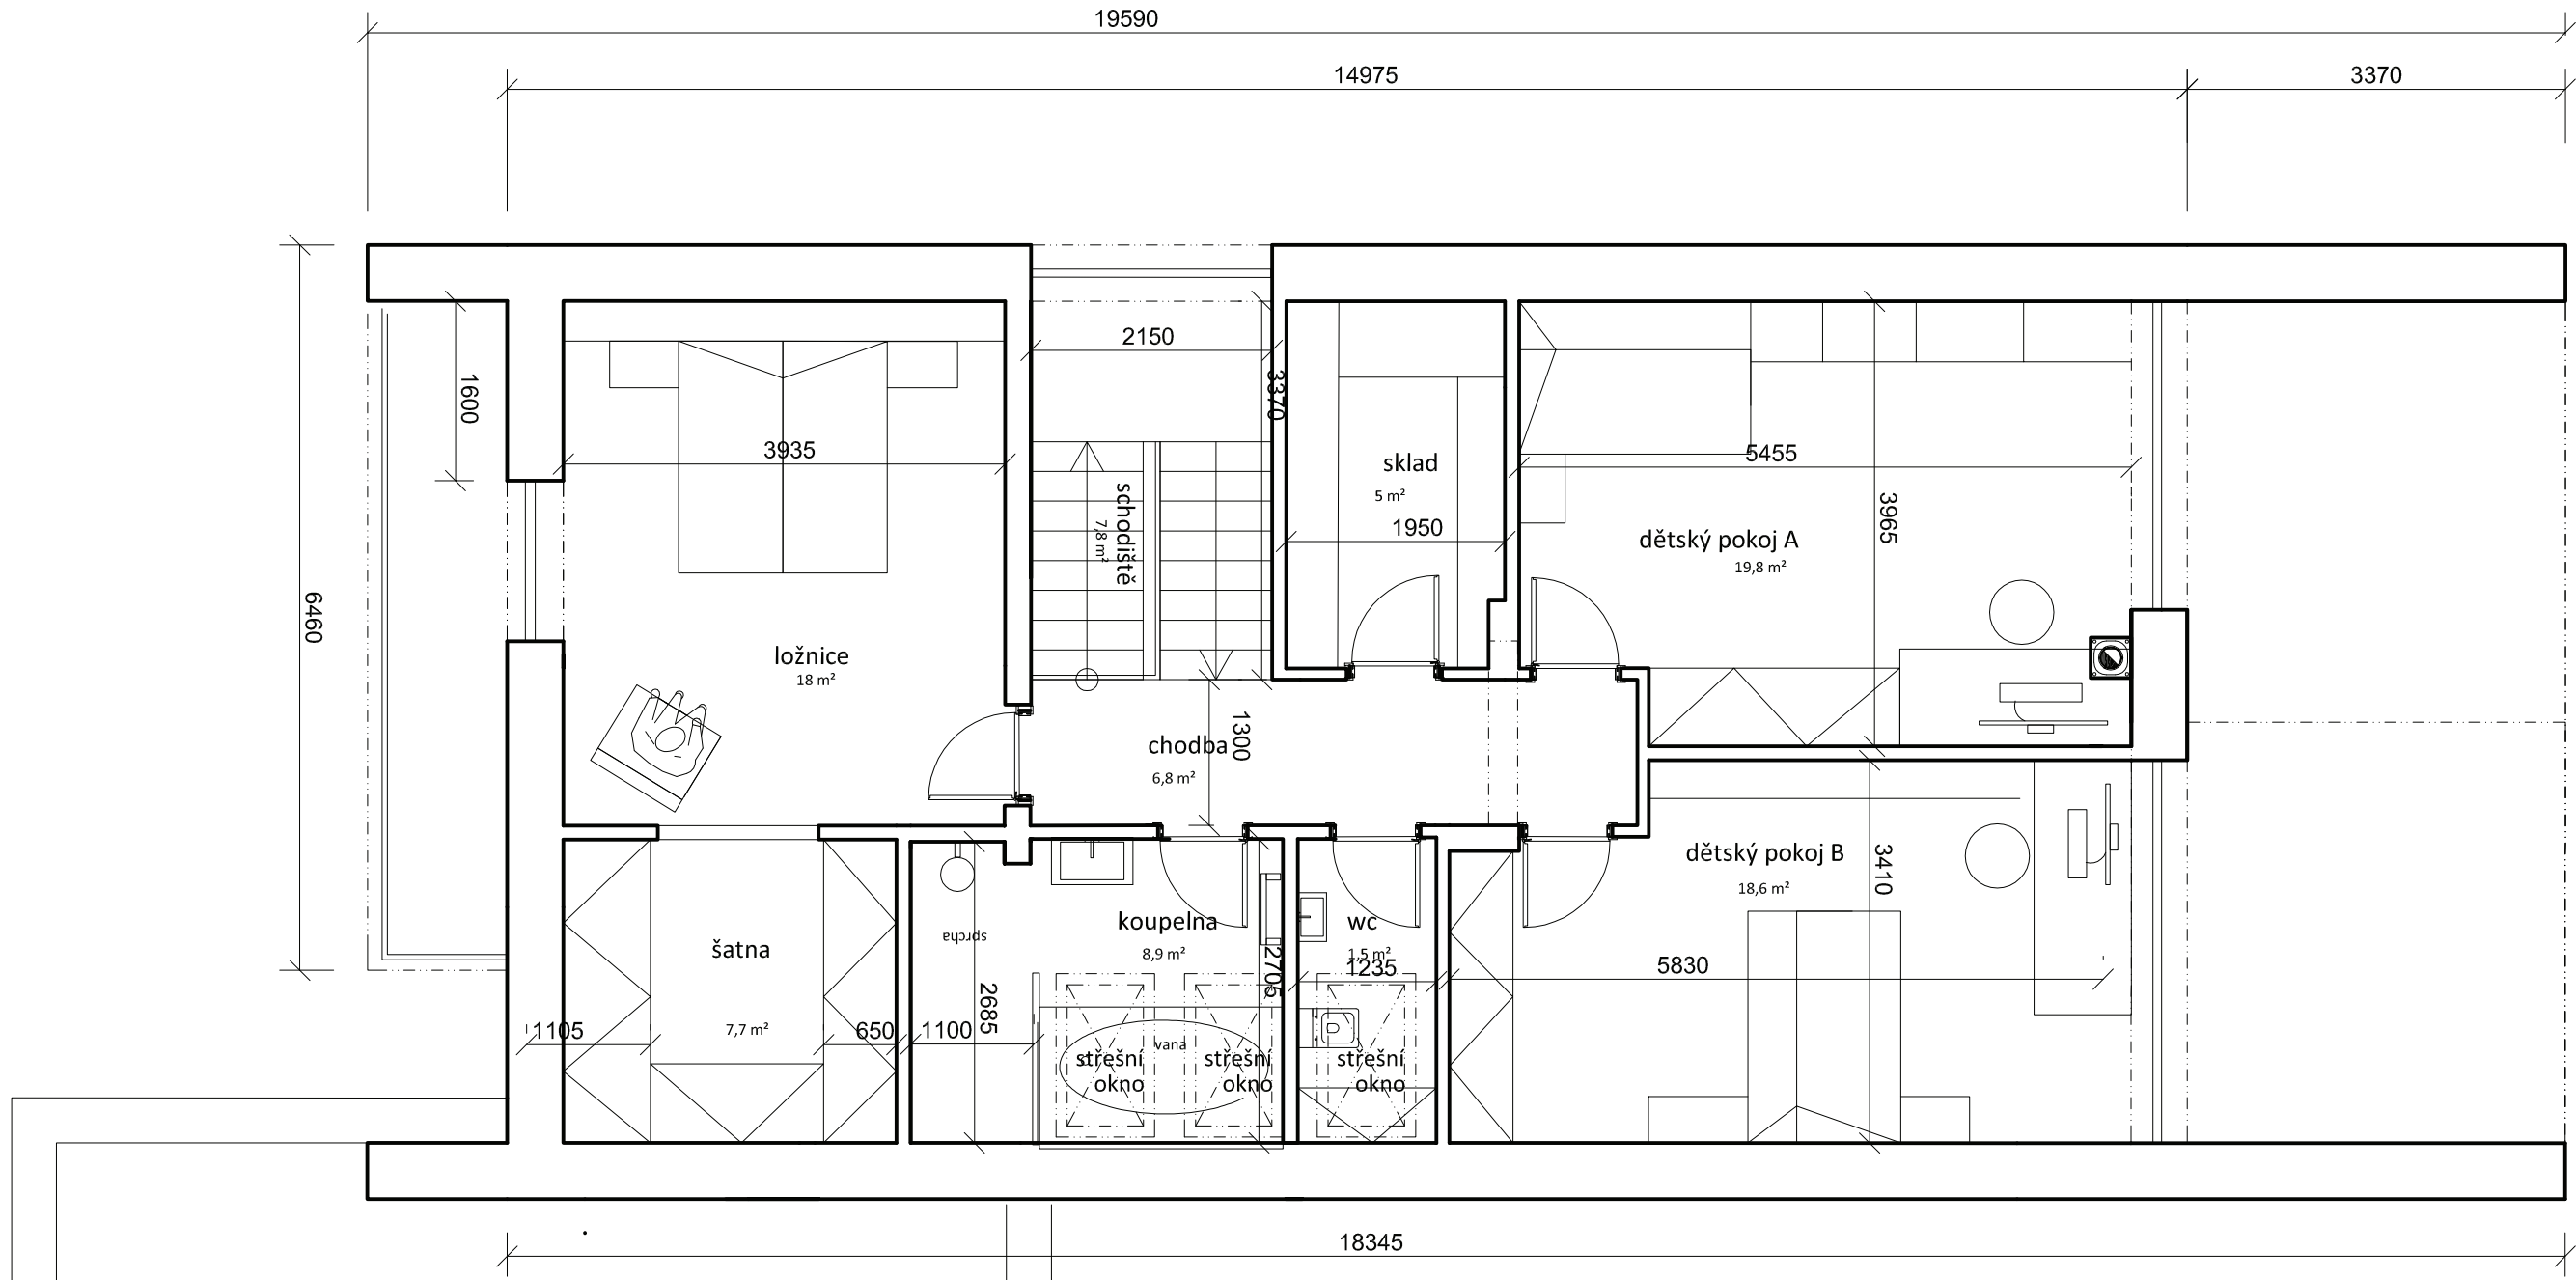 19590
14975
3370
2150
1600
3370
3935
5455
sklad
5 m²
schodiště
7,8 m²
1950
3965
dětský pokoj A
19,8 m²
6460
ložnice
18 m²
1300
chodba
6,8 m²
dětský pokoj B
18,6 m²
3410
koupelna
8,9 m²
wc
1,5 m²
sprcha
šatna
7,7 m²
2705
1235
5830
2685
1105
650
1100
vana
střešní
okno
střešní
okno
střešní
okno
18345